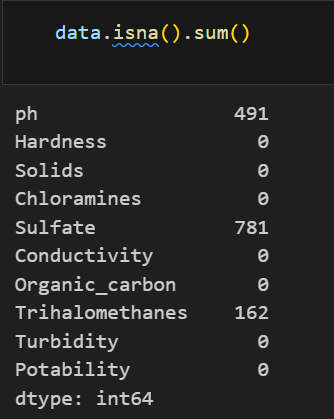 data.isna().sum()
ph 491
Hardness 0
Solids 0
Chloramines 0
Sulfate 781
Conductivity 0
Organic_carbon 0
Trihalomethanes 162
Turbidity 0
Potability 0
dtype: int64